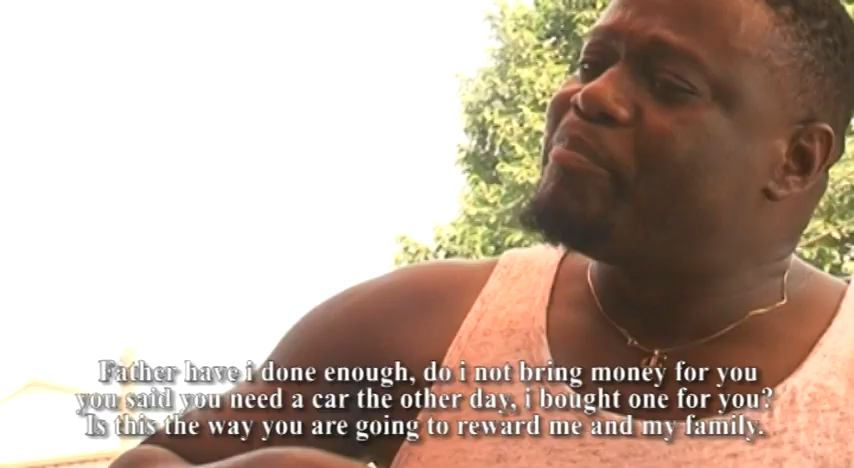 Father have i done enough, do i not bring money for you
you said you need a car the other day, i bought one for you?
Is this the way you are going to reward me and my family.